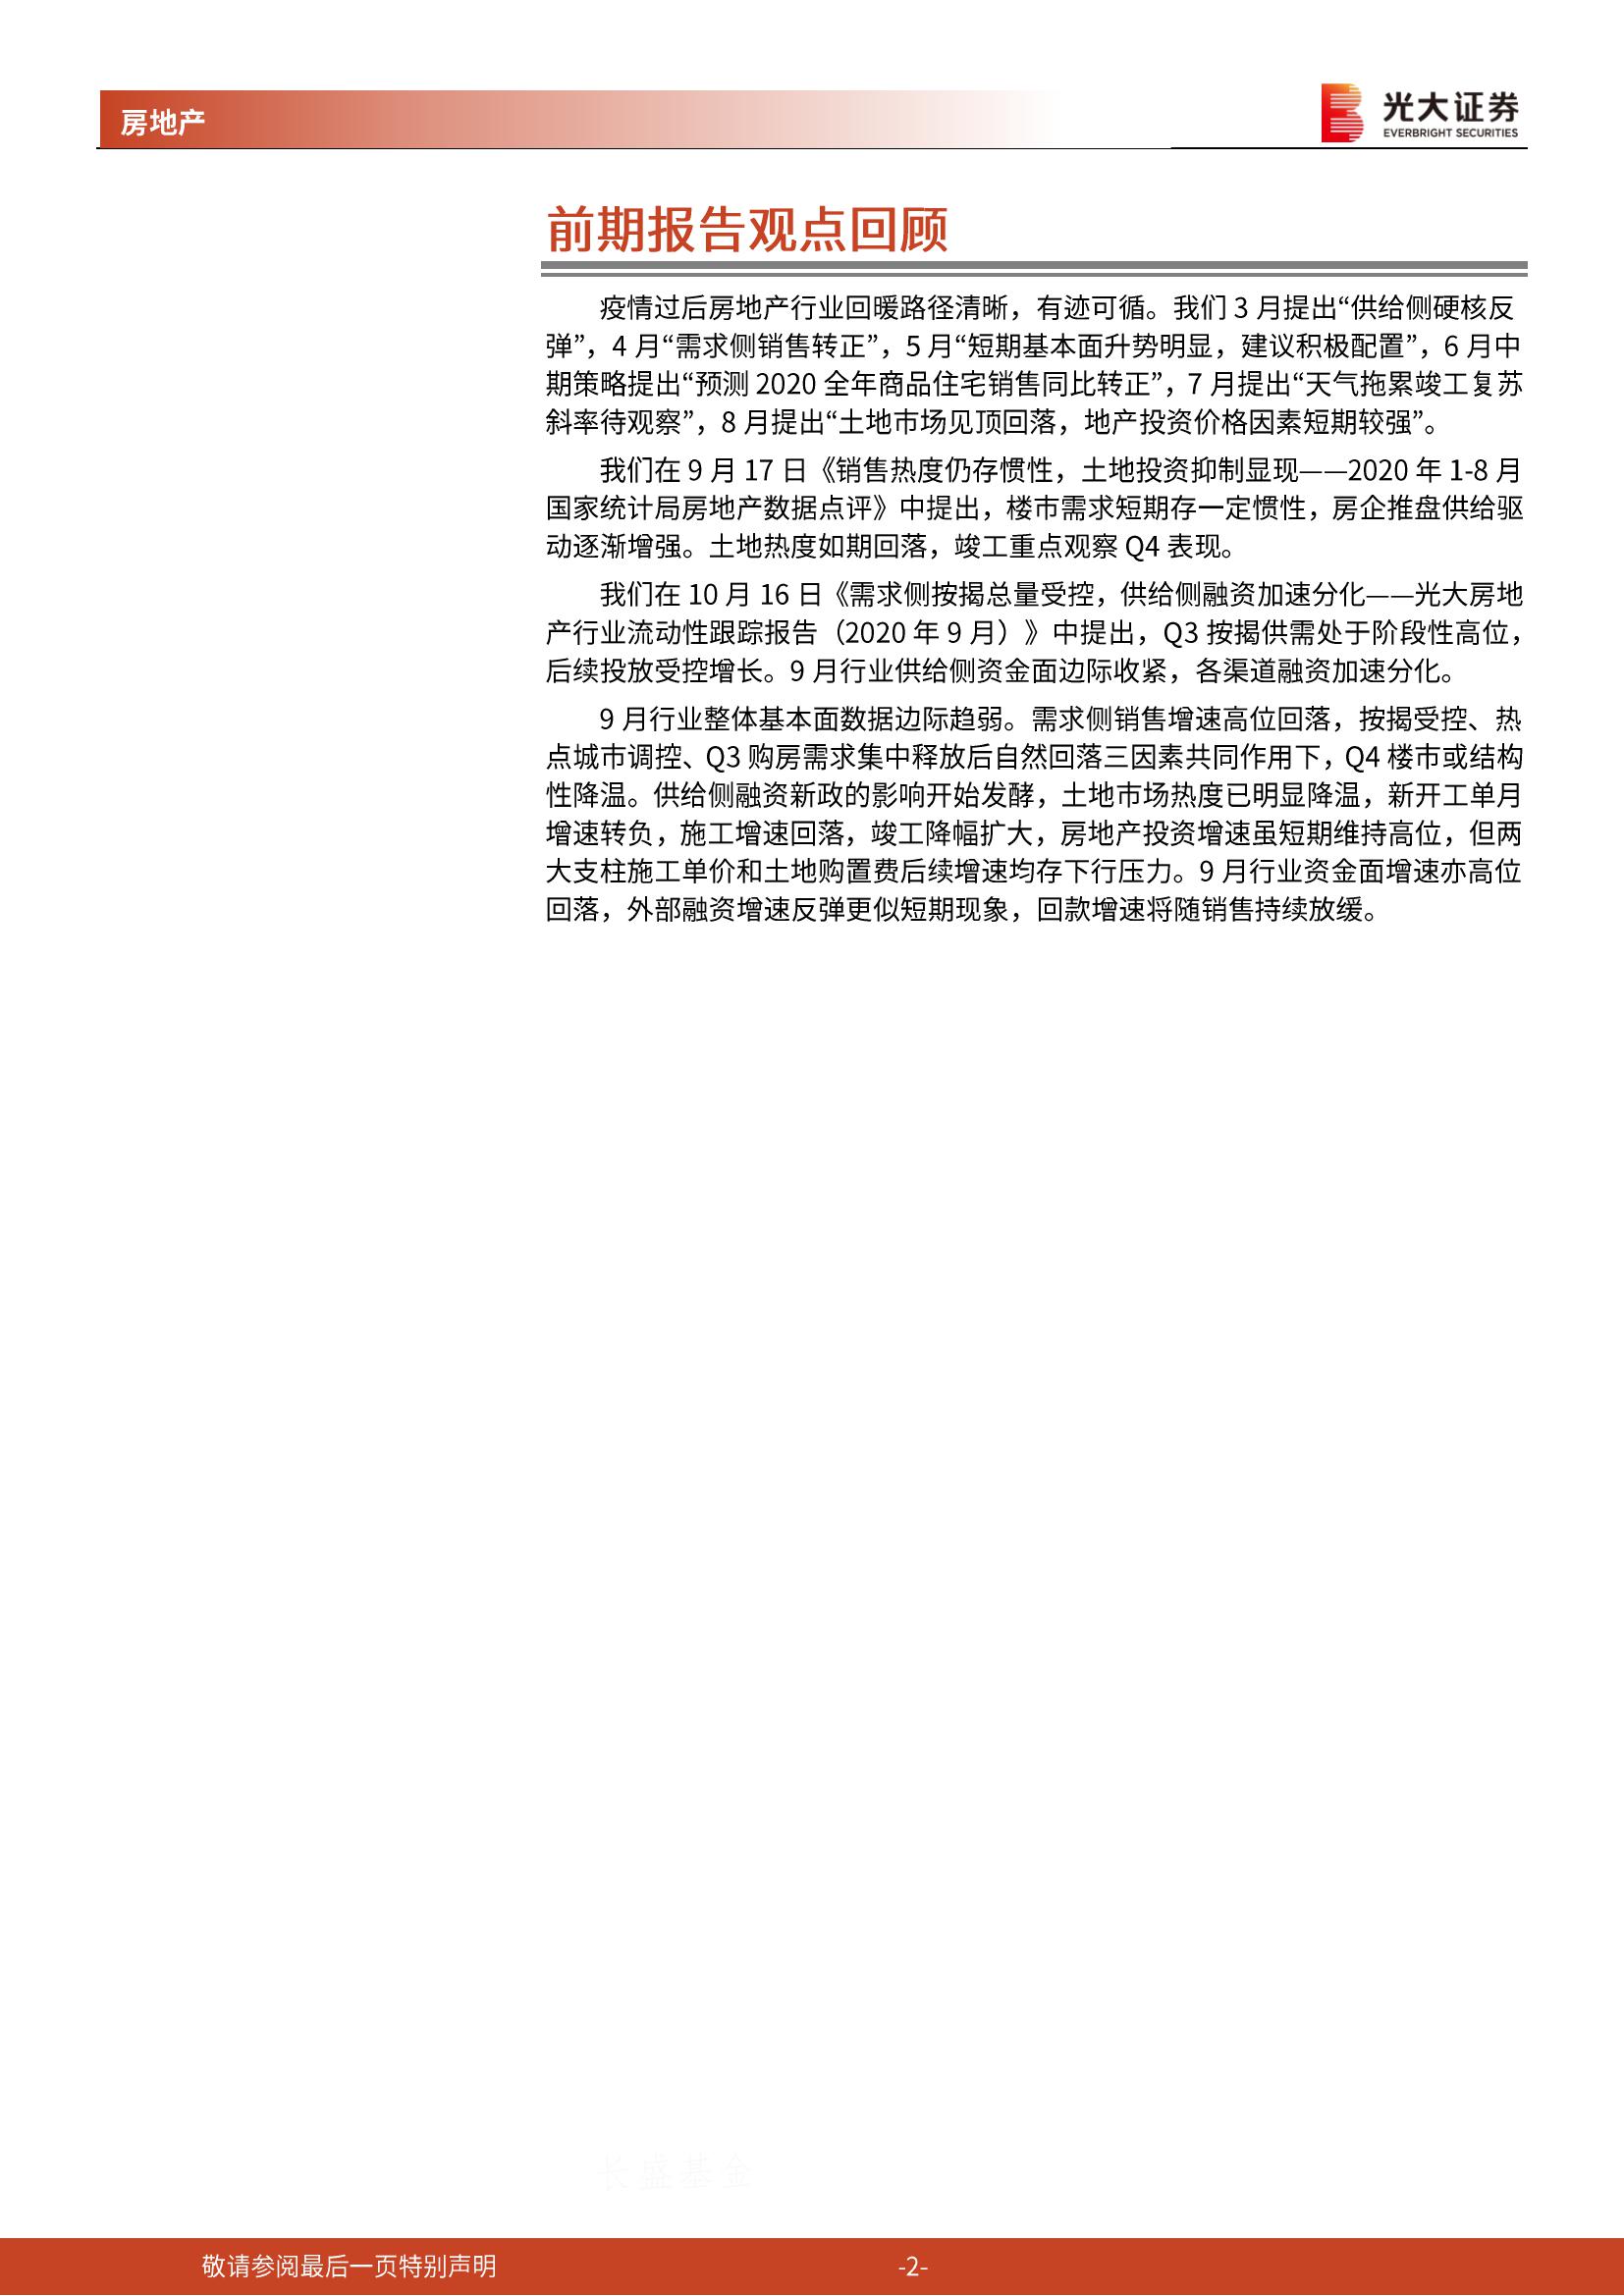 房地产
光大证券
EVERBRIGHT SECURITIES
前期报告观点回顾
疫情过后房地产行业回暖路径清晰，有迹可循。我们 3 月提出“供给侧硬核反
弹”，4 月“需求侧销售转正”，5 月“短期基本面升势明显，建议积极配置”，6 月中
期策略提出“预测 2020 全年商品住宅销售同比转正”，7 月提出“天气拖累竣工复苏
斜率待观察”，8 月提出“土地市场见顶回落，地产投资价格因素短期较强”。
我们在 9 月 17 日《销售热度仍存惯性，土地投资抑制显现——2020 年 1-8 月
国家统计局房地产数据点评》中提出，楼市需求短期存一定惯性，房企推盘供给驱
动逐渐增强。土地热度如期回落，竣工重点观察 Q4 表现。
我们在 10 月 16 日《需求侧按揭总量受控，供给侧融资加速分化——光大房地
产行业流动性跟踪报告（2020 年 9 月）》中提出，Q3 按揭供需处于阶段性高位，
后续投放受控增长。9 月行业供给侧资金面边际收紧，各渠道融资加速分化。
9 月行业整体基本面数据边际趋弱。需求侧销售增速高位回落，按揭受控、热
点城市调控、Q3 购房需求集中释放后自然回落三因素共同作用下，Q4 楼市或结构
性降温。供给侧融资新政的影响开始发酵，土地市场热度已明显降温，新开工单月
增速转负，施工增速回落，竣工降幅扩大，房地产投资增速虽短期维持高位，但两
大支柱施工单价和土地购置费后续增速均存下行压力。9 月行业资金面增速亦高位
回落，外部融资增速反弹更似短期现象，回款增速将随销售持续放缓。
长盛基金
敬请参阅最后一页特别声明
-2-